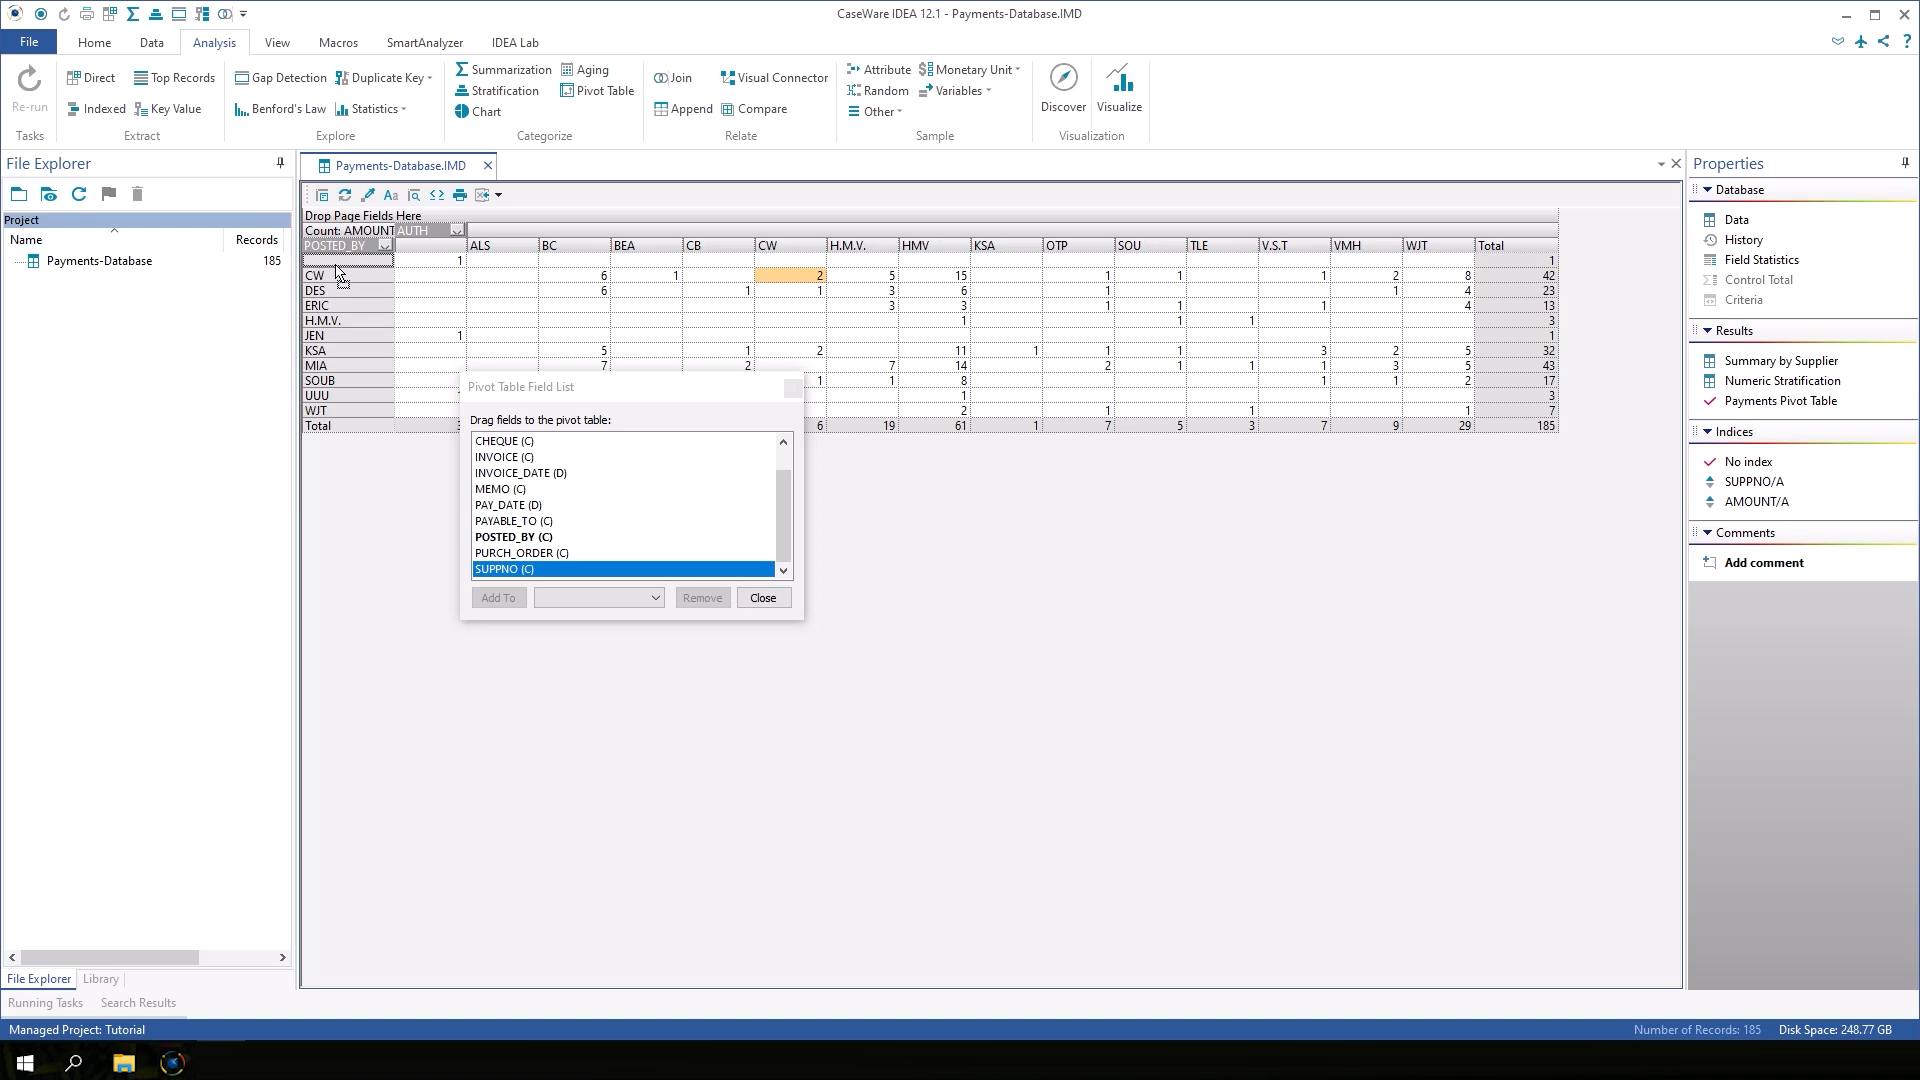 CaseWare IDEA 12.1 - Payments-Database.IMD
File
Home
Data
Analysis
View
Macros
SmartAnalyzer
IDEA Lab
Re-run
Tasks
Direct
Top Records
Indexed
Key Value
Extract
Gap Detection
Duplicate Key
Benford's Law
Statistics
Explore
Summarization
Aging
Stratification
Pivot Table
Chart
Categorize
Join
Visual Connector
Append
Compare
Relate
Attribute
Monetary Unit
Random
Variables
Other
Sample
Discover
Visualize
Visualization
File Explorer
Project
Name Records
Payments-Database 185
File Explorer
Library
Running Tasks
Search Results
Payments-Database.IMD
Drop Page Fields Here
Count: AMOUNT AUTH
POSTED_BY ALS BC BEA CB CW H.M.V. HMV KSA OTP SOU TLE V.S.T VMH WJT Total
1 1
CW 6 1 2 5 15 1 1 1 2 8 42
DES 6 1 1 3 6 1 1 4 23
ERIC 3 3 1 1 1 4 13
H.M.V. 1 1 1 3
JEN 1 1
KSA 5 1 2 11 1 1 1 3 2 5 32
MIA 7 2 7 14 2 1 1 1 3 5 43
SOUB 1 1 8 1 1 2 17
UUU 1 3
WJT 2 1 1 1 7
Total 6 19 61 1 7 5 3 7 9 29 185
Pivot Table Field List
Drag fields to the pivot table:
CHEQUE (C)
INVOICE (C)
INVOICE_DATE (D)
MEMO (C)
PAY_DATE (D)
PAYABLE_TO (C)
POSTED_BY (C)
PURCH_ORDER (C)
SUPPNO (C)
Add To
Remove
Close
Properties
Database
Data
History
Field Statistics
Control Total
Criteria
Results
Summary by Supplier
Numeric Stratification
Payments Pivot Table
Indices
No index
SUPPNO/A
AMOUNT/A
Comments
Add comment
Managed Project: Tutorial
Number of Records: 185
Disk Space: 248.77 GB